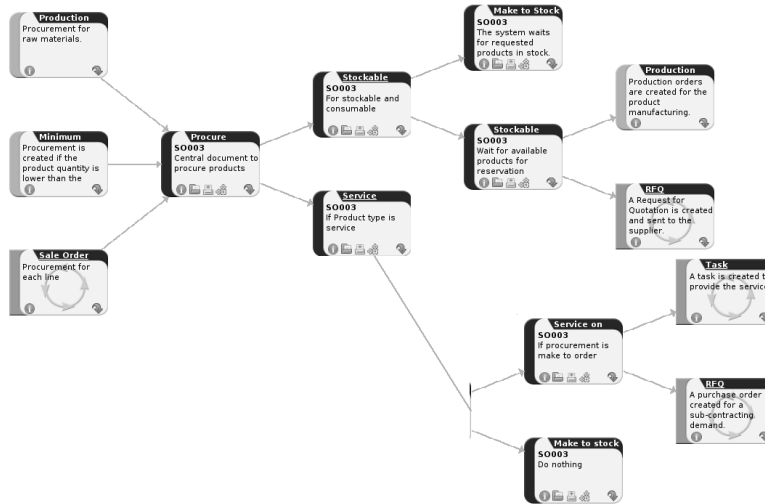 Production
Procurement for
raw materials.
Minimum
Procurement is
created if the
product quantity is
lower than the
Sale Order
Procurement for
each line
Procure
SO003
Central document to
procure products
Stockable
SO003
For stockable and
consumable
Service
SO003
If Product type is
service
Make to Stock
SO003
The system waits
for requested
products in stock.
Stockable
SO003
Wait for available
products for
reservation
Production
Production orders
are created for the
product
manufacturing.
RFQ
A Request for
Quotation is created
and sent to the
supplier.
Service on
SO003
If procurement is
make to order
Make to stock
SO003
Do nothing
Task
A task is created t
provide the servic
RFQ
A purchase order
created for a
sub-contracting
demand.